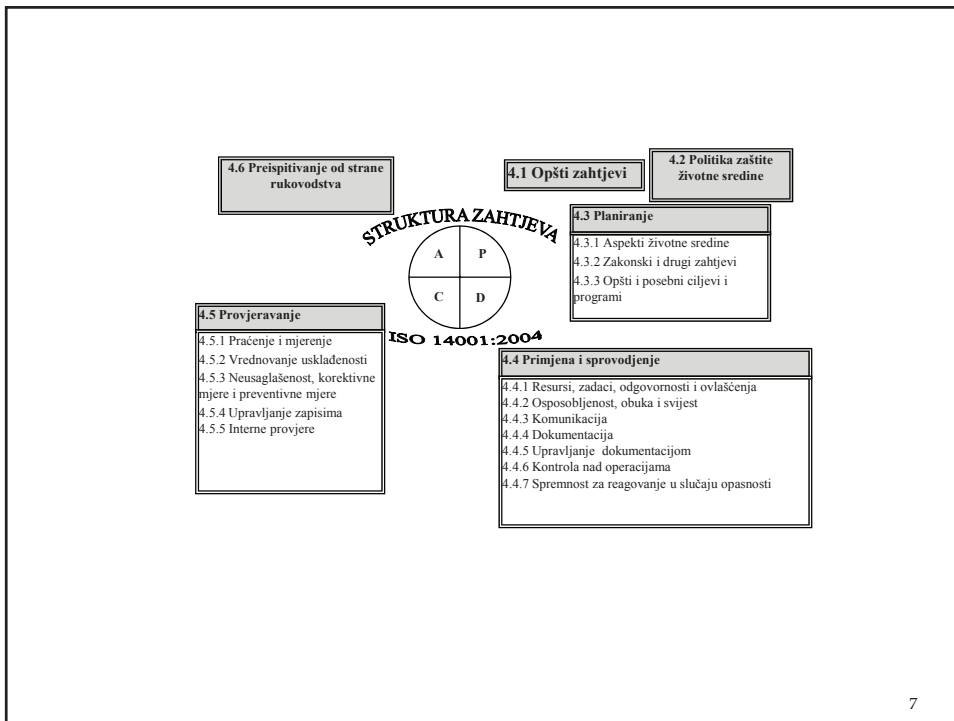 4.6 Preispitivanje od strane
rukovodstva
4.1 Opšti zahtjevi
4.2 Politika zaštite
životne sredine
STRUKTURA ZAHTJEVA
A
P
C
D
ISO 14001:2004
4.3 Planiranje
4.3.1 Aspekti životne sredine
4.3.2 Zakonski i drugi zahtjevi
4.3.3 Opšti i posebni ciljevi i
programi
4.5 Provjeravanje
4.5.1 Praćenje i mjerenje
4.5.2 Vrednovanje usklađenosti
4.5.3 Neusaglašenost, korektivne
mjere i preventivne mjere
4.5.4 Upravljanje zapisima
4.5.5 Interne provjere
4.4 Primjena i sprovodjenje
4.4.1 Resursi, zadaci, odgovornosti i ovlašćenja
4.4.2 Osposobljenost, obuka i svijest
4.4.3 Komunikacija
4.4.4 Dokumentacija
4.4.5 Upravljanje dokumentacijom
4.4.6 Kontrola nad operacijama
4.4.7 Spremnost za reagovanje u slučaju opasnosti
7